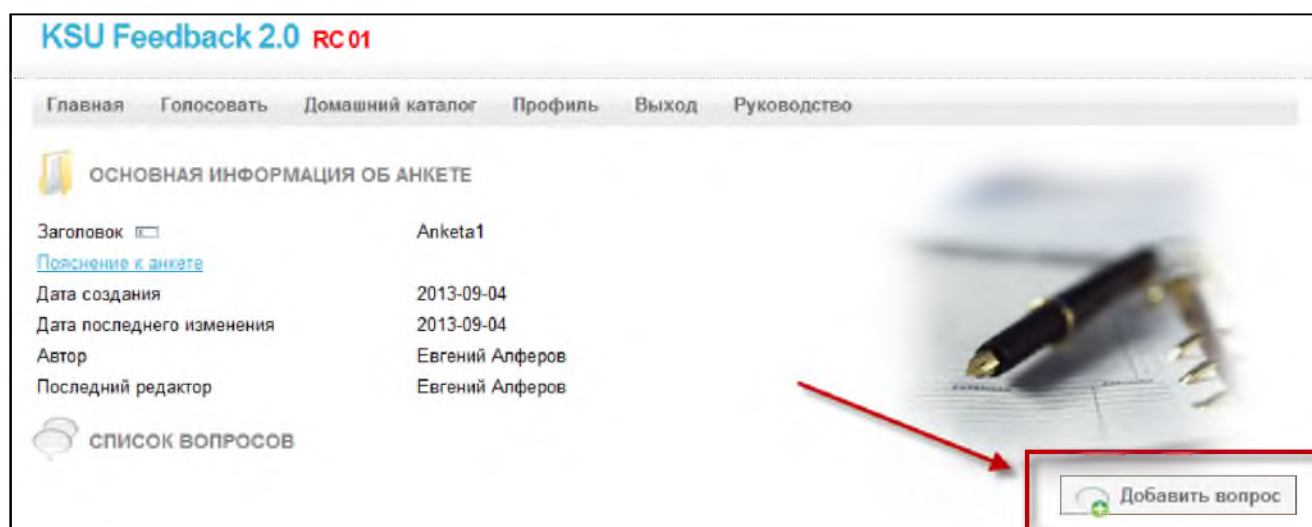 KSU Feedback 2.0 RC 01
Главная Голосовать Домашний каталог Профиль Выход Руководство
ОСНОВНАЯ ИНФОРМАЦИЯ ОБ АНКЕТЕ
Заголовок Anketa1
Пояснение к анкете
Дата создания 2013-09-04
Дата последнего изменения 2013-09-04
Автор Евгений Алферов
Последний редактор Евгений Алферов
СПИСОК ВОПРОСОВ
Добавить вопрос